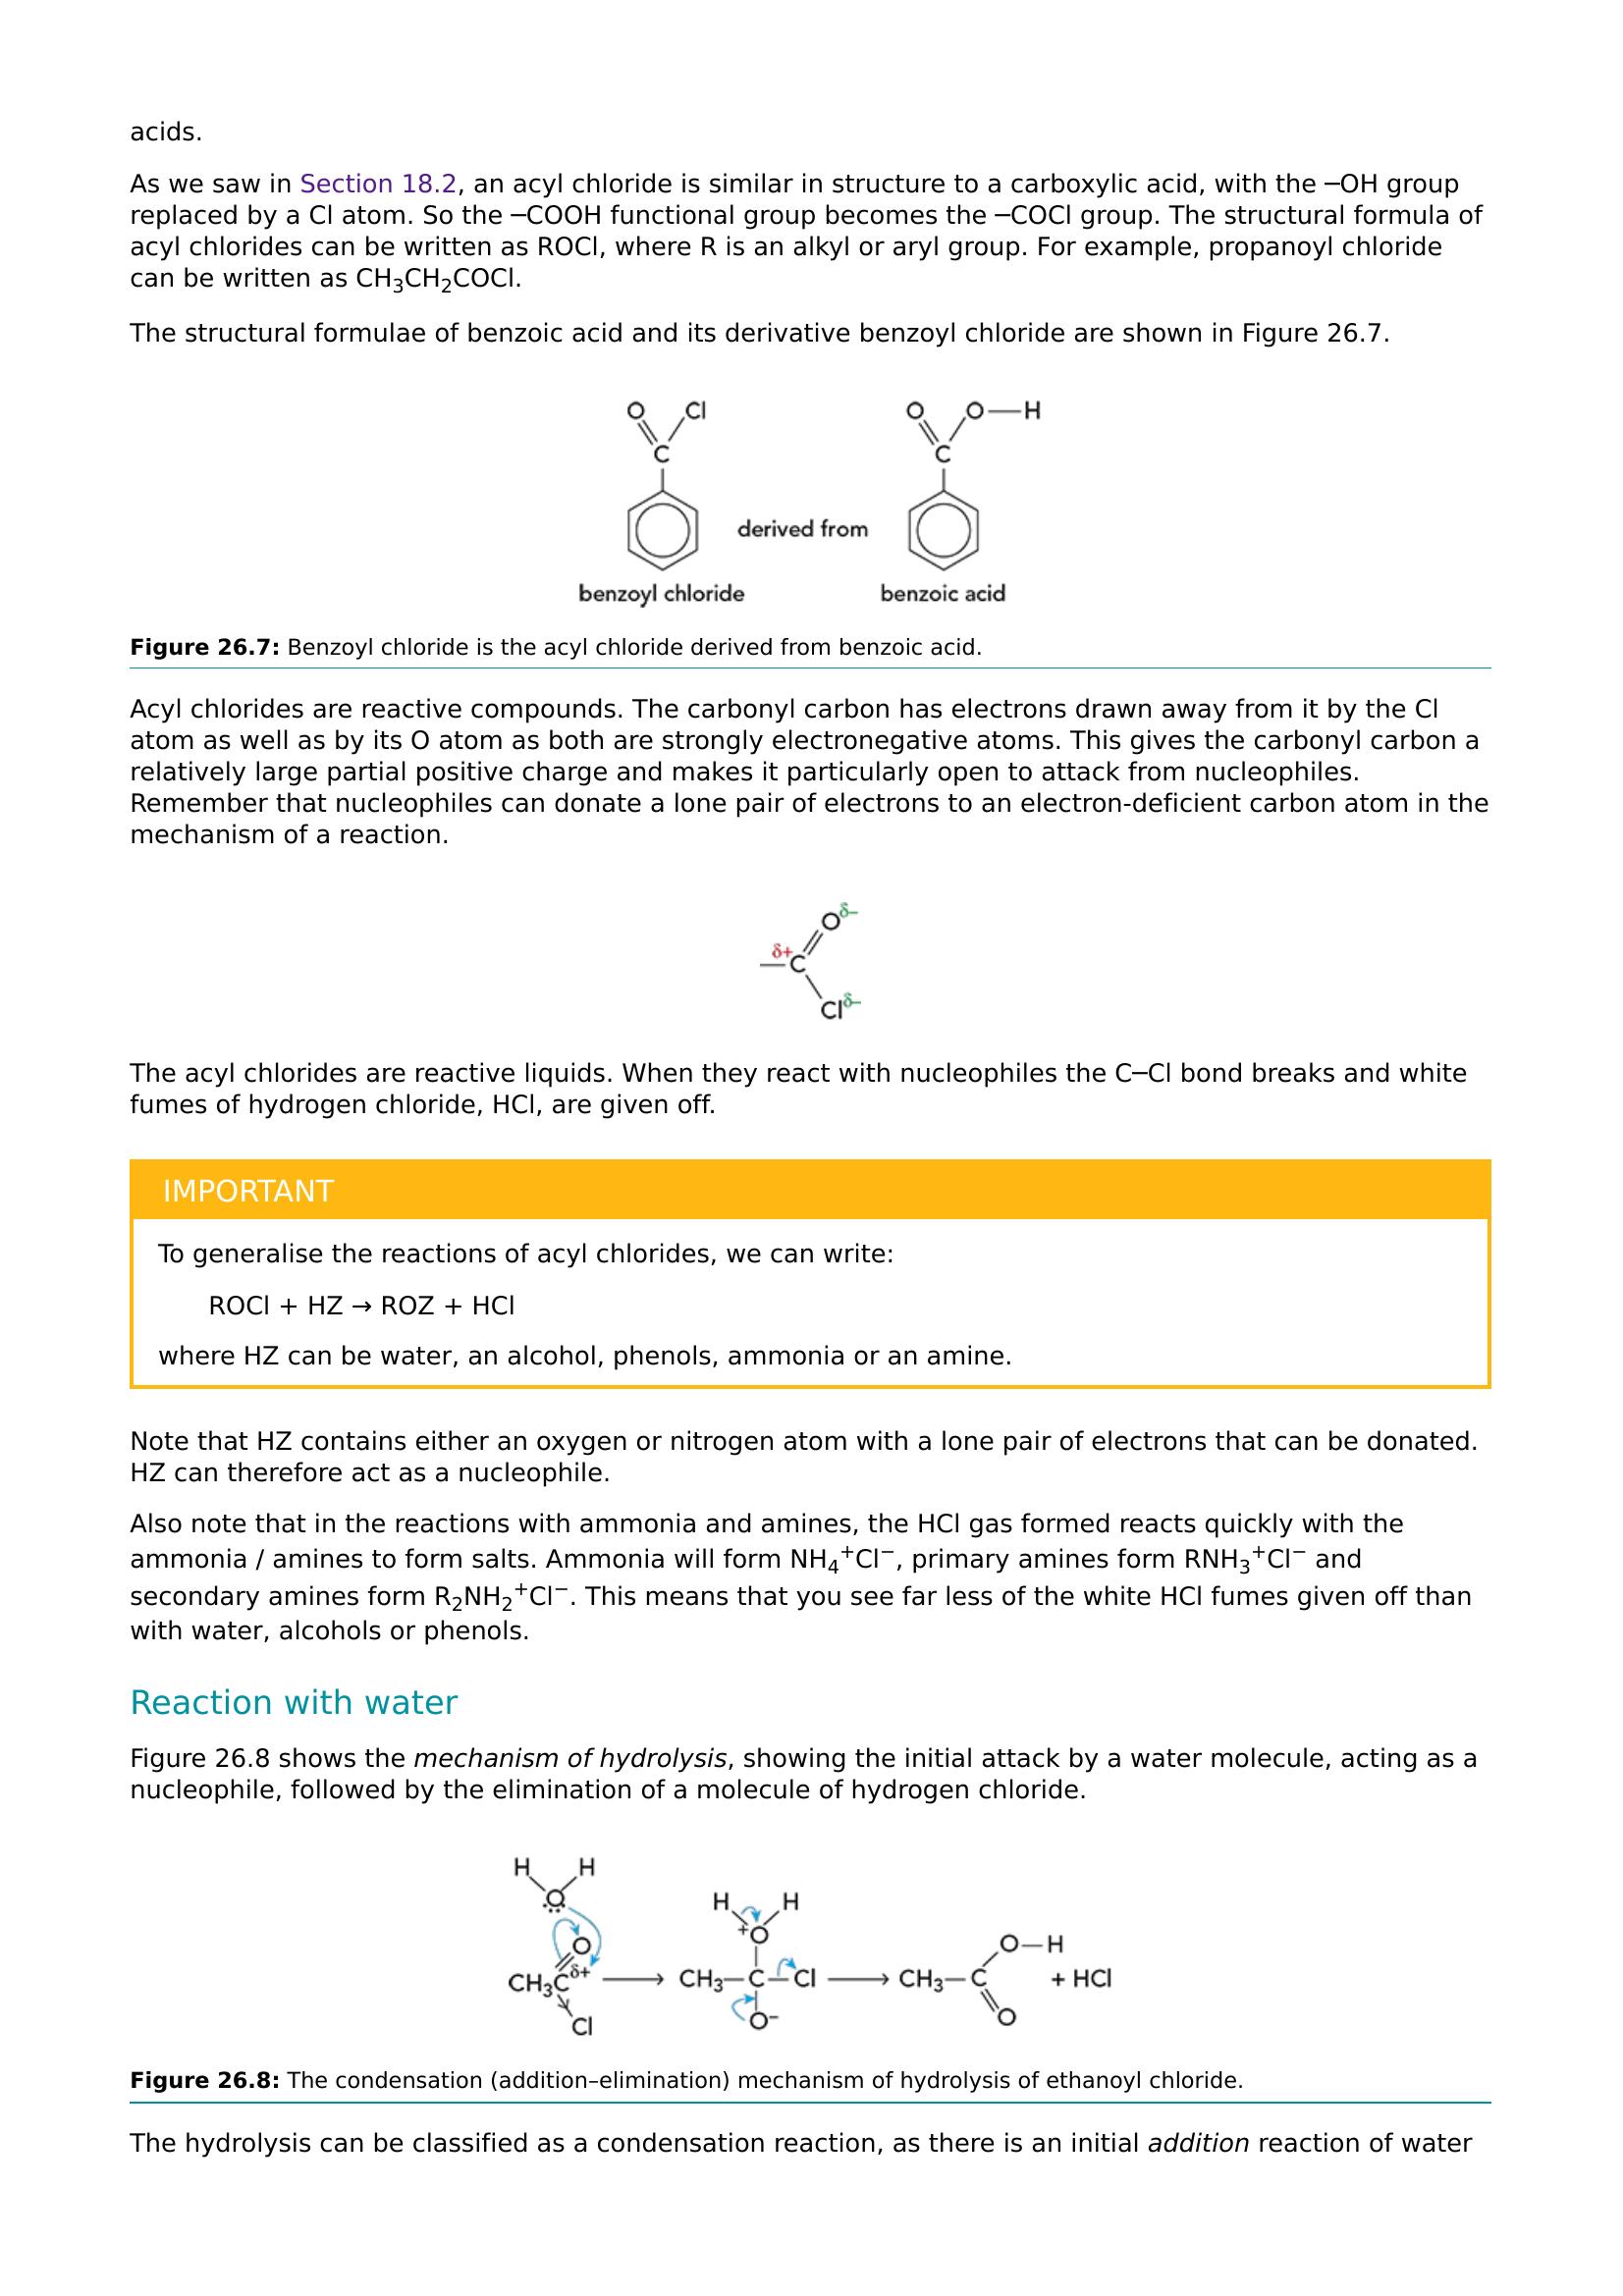 acids.
As we saw in Section 18.2, an acyl chloride is similar in structure to a carboxylic acid, with the –OH group
replaced by a Cl atom. So the –COOH functional group becomes the –COCl group. The structural formula of
acyl chlorides can be written as ROCl, where R is an alkyl or aryl group. For example, propanoyl chloride
can be written as CH₃CH₂COCl.
The structural formulae of benzoic acid and its derivative benzoyl chloride are shown in Figure 26.7.
O Cl O O—H
C C
derived from
benzoyl chloride benzoic acid
Figure 26.7: Benzoyl chloride is the acyl chloride derived from benzoic acid.
Acyl chlorides are reactive compounds. The carbonyl carbon has electrons drawn away from it by the Cl
atom as well as by its O atom as both are strongly electronegative atoms. This gives the carbonyl carbon a
relatively large partial positive charge and makes it particularly open to attack from nucleophiles.
Remember that nucleophiles can donate a lone pair of electrons to an electron-deficient carbon atom in the
mechanism of a reaction.
Oδ–
δ+
C
Clδ–
The acyl chlorides are reactive liquids. When they react with nucleophiles the C–Cl bond breaks and white
fumes of hydrogen chloride, HCl, are given off.
IMPORTANT
To generalise the reactions of acyl chlorides, we can write:
ROCl + HZ → ROZ + HCl
where HZ can be water, an alcohol, phenols, ammonia or an amine.
Note that HZ contains either an oxygen or nitrogen atom with a lone pair of electrons that can be donated.
HZ can therefore act as a nucleophile.
Also note that in the reactions with ammonia and amines, the HCl gas formed reacts quickly with the
ammonia / amines to form salts. Ammonia will form NH₄⁺Cl⁻, primary amines form RNH₃⁺Cl⁻ and
secondary amines form R₂NH₂⁺Cl⁻. This means that you see far less of the white HCl fumes given off than
with water, alcohols or phenols.
Reaction with water
Figure 26.8 shows the mechanism of hydrolysis, showing the initial attack by a water molecule, acting as a
nucleophile, followed by the elimination of a molecule of hydrogen chloride.
H H
O H H
O +O O—H
CH₃Cδ+ CH₃—C—Cl CH₃—C + HCl
Cl O⁻ O
Figure 26.8: The condensation (addition–elimination) mechanism of hydrolysis of ethanoyl chloride.
The hydrolysis can be classified as a condensation reaction, as there is an initial addition reaction of water